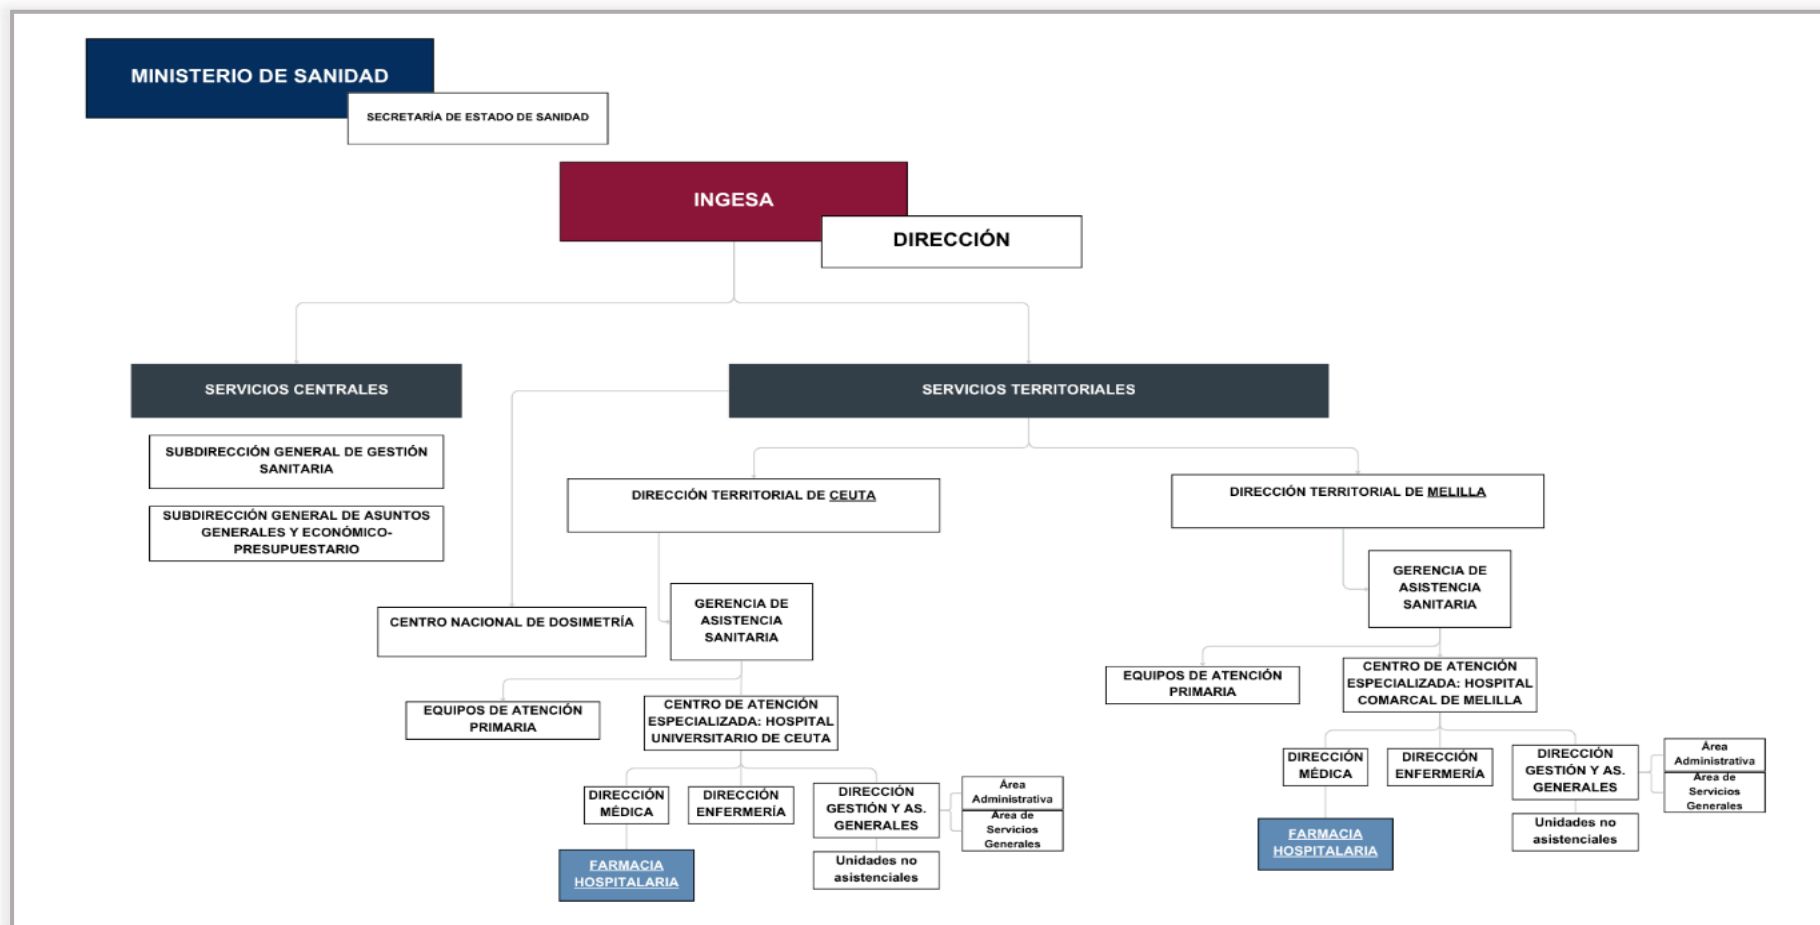 MINISTERIO DE SANIDAD
SECRETARÍA DE ESTADO DE SANIDAD
INGESA
DIRECCIÓN
SERVICIOS CENTRALES
SUBDIRECCIÓN GENERAL DE GESTIÓN
SANITARIA
SUBDIRECCIÓN GENERAL DE ASUNTOS
GENERALES Y ECONÓMICO-
PRESUPUESTARIO
SERVICIOS TERRITORIALES
CENTRO NACIONAL DE DOSIMETRÍA
DIRECCIÓN TERRITORIAL DE CEUTA
GERENCIA DE
ASISTENCIA
SANITARIA
EQUIPOS DE ATENCIÓN
PRIMARIA
CENTRO DE ATENCIÓN
ESPECIALIZADA: HOSPITAL
UNIVERSITARIO DE CEUTA
DIRECCIÓN
MÉDICA
FARMACIA
HOSPITALARIA
DIRECCIÓN
ENFERMERÍA
DIRECCIÓN
GESTIÓN Y AS.
GENERALES
Área
Administrativa
Área de
Servicios
Generales
Unidades no
asistenciales
DIRECCIÓN TERRITORIAL DE MELILLA
GERENCIA DE
ASISTENCIA
SANITARIA
EQUIPOS DE ATENCIÓN
PRIMARIA
CENTRO DE ATENCIÓN
ESPECIALIZADA: HOSPITAL
COMARCAL DE MELILLA
DIRECCIÓN
MÉDICA
FARMACIA
HOSPITALARIA
DIRECCIÓN
ENFERMERÍA
DIRECCIÓN
GESTIÓN Y AS.
GENERALES
Área
Administrativa
Área de
Servicios
Generales
Unidades no
asistenciales